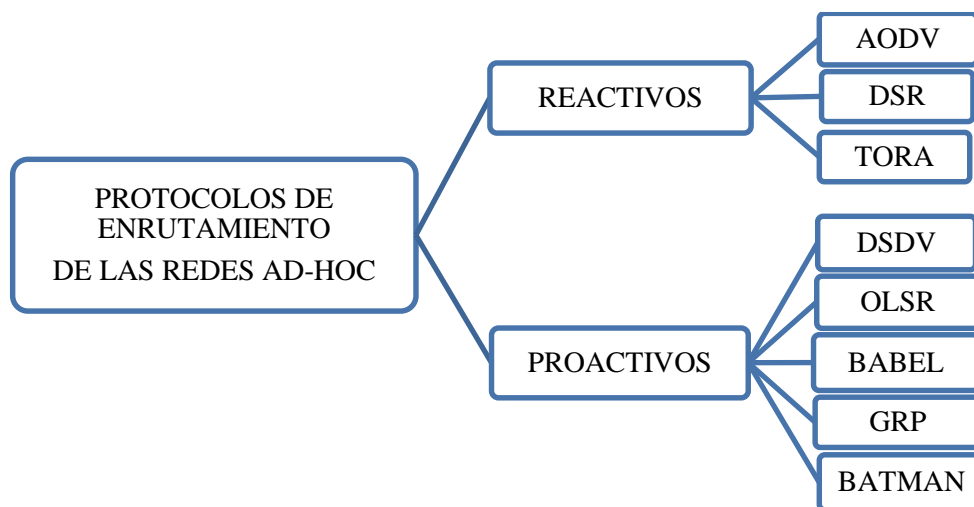 PROTOCOLOS DE
ENRUTAMIENTO
DE LAS REDES AD-HOC
REACTIVOS
AODV
DSR
TORA
PROACTIVOS
DSDV
OLSR
BABEL
GRP
BATMAN